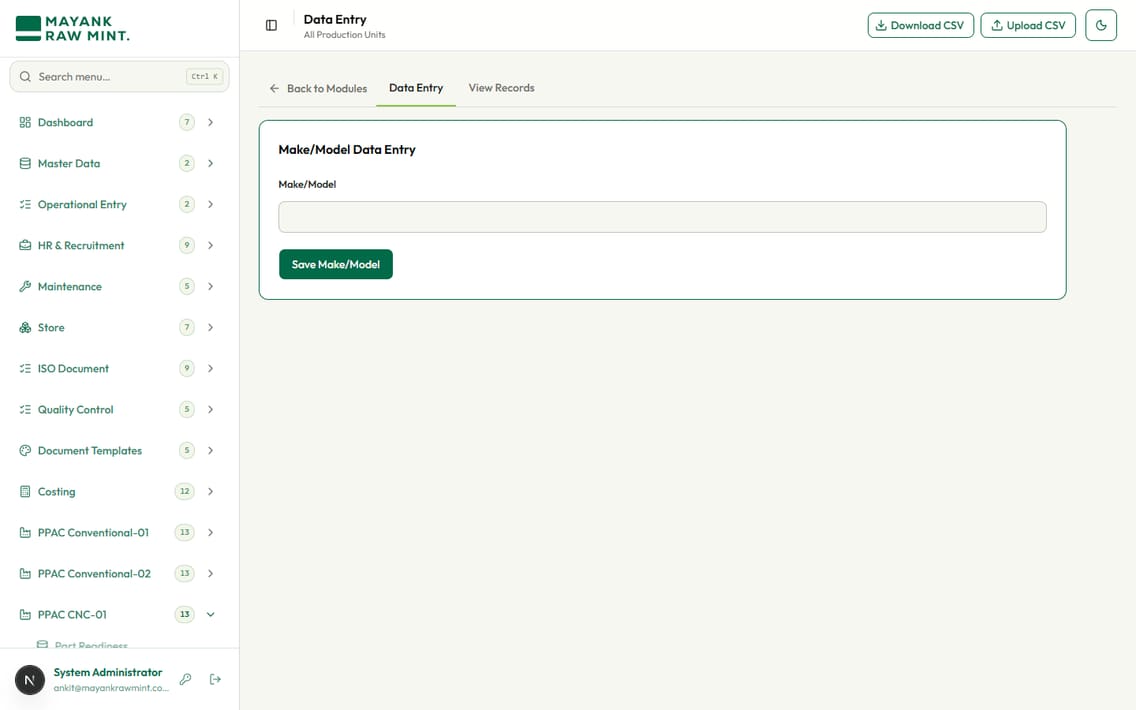 MAYANK
RAW MINT.
Search menu...
Ctrl K
Dashboard 7
Master Data 2
Operational Entry 2
HR & Recruitment 9
Maintenance 5
Store 7
ISO Document 9
Quality Control 5
Document Templates 5
Costing 12
PPAC Conventional-01 13
PPAC Conventional-02 13
PPAC CNC-01 13
Part Readiness
N
System Administrator
ankit@mayankrawmint.co...
Data Entry
All Production Units
Download CSV
Upload CSV
Back to Modules
Data Entry
View Records
Make/Model Data Entry
Make/Model
Save Make/Model